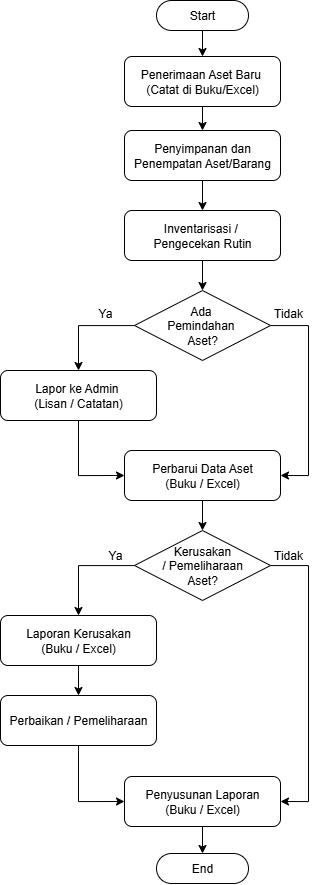 Start
Penerimaan Aset Baru
(Catat di Buku/Excel)
Penyimpanan dan
Penempatan Aset/Barang
Inventarisasi /
Pengecekan Rutin
Ada
Pemindahan
Aset?
Ya
Tidak
Lapor ke Admin
(Lisan / Catatan)
Perbarui Data Aset
(Buku / Excel)
Kerusakan
/ Pemeliharaan
Aset?
Ya
Tidak
Laporan Kerusakan
(Buku / Excel)
Perbaikan / Pemeliharaan
Penyusunan Laporan
(Buku / Excel)
End